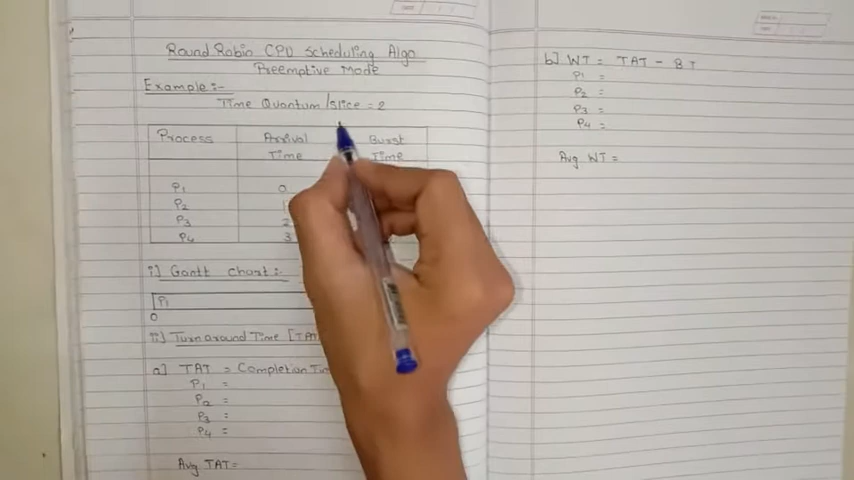 Round Robin CPU Scheduling Algo
Preemptive Mode
Example:-
Time Quantum/slice = 2
Process Arrival Time Burst Time
P1 0
P2 1
P3 2
P4 3
i] Gantt chart:-
P1
0
ii] Turnaround Time [TA
a] TAT = Completion Tim
P1 =
P2 =
P3 =
P4 =
Avg TAT=
b] WT = TAT - BT
P1 =
P2 =
P3 =
P4 =
Avg WT =